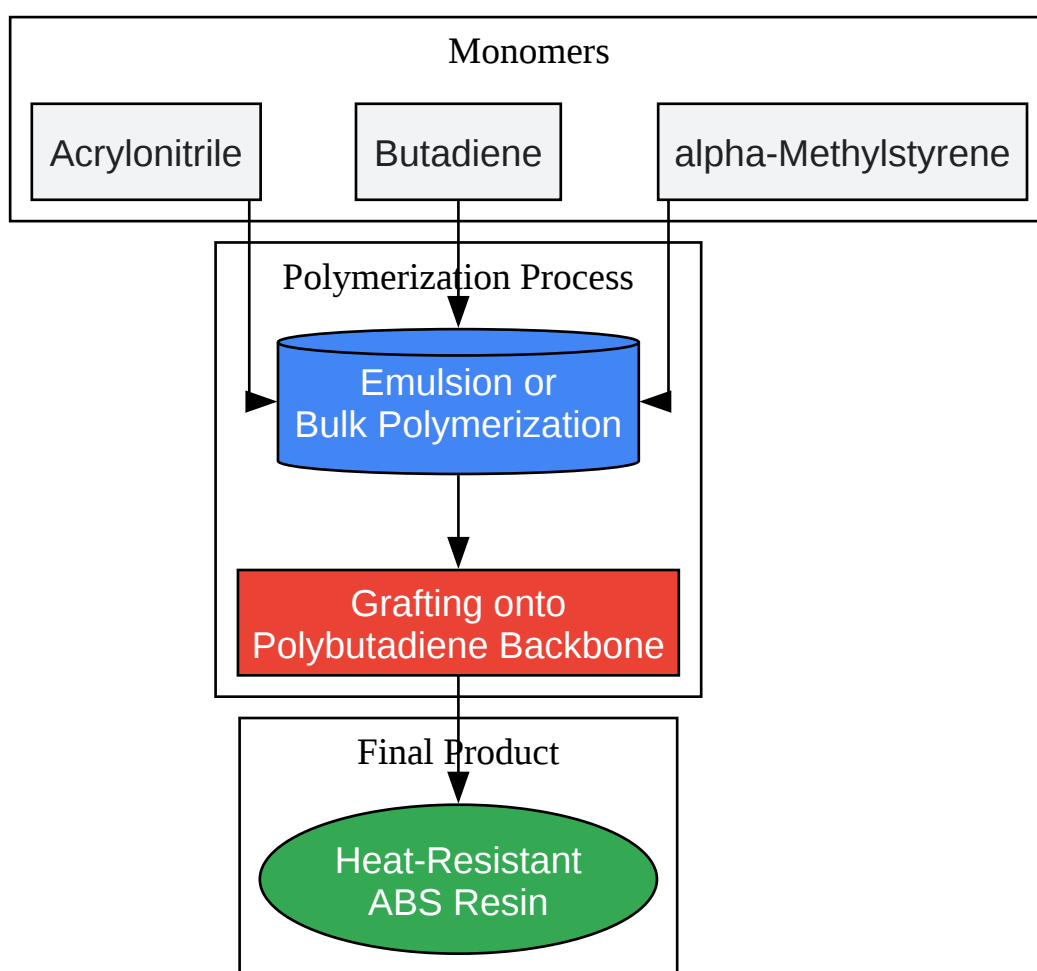 Monomers
Acrylonitrile
Butadiene
alpha-Methylstyrene
Polymerization Process
Emulsion or
Bulk Polymerization
Grafting onto
Polybutadiene Backbone
Final Product
Heat-Resistant
ABS Resin